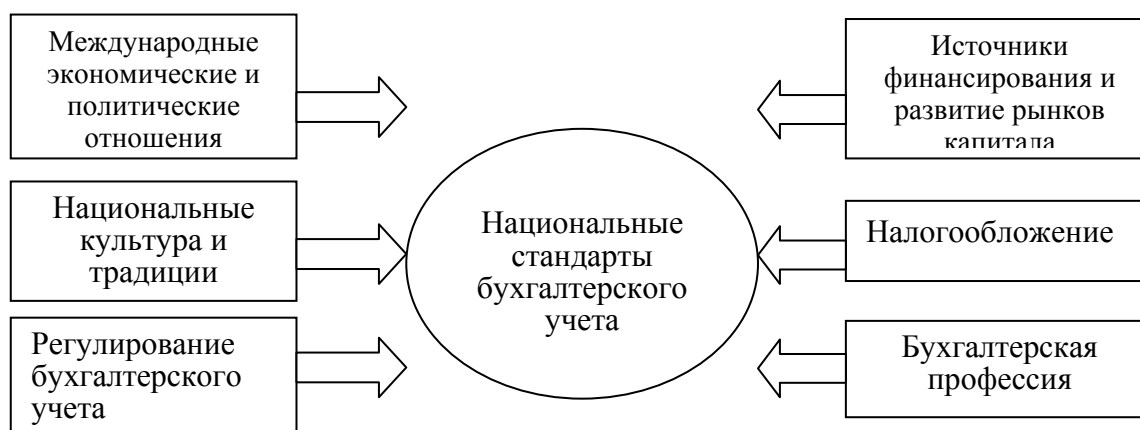 Международные
экономические и
политические
отношения
Национальные
культура и
традиции
Регулирование
бухгалтерского
учета
Национальные
стандарты
бухгалтерского
учета
Источники
финансирования и
развитие рынков
капитала
Налогообложение
Бухгалтерская
профессия